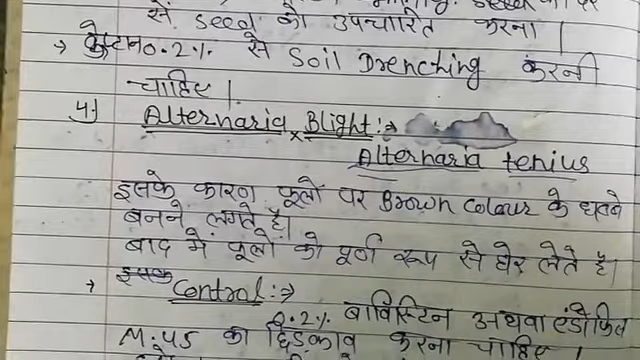 से seed को उपचारित करना |
→ कैप्टान 0.2% से Soil Drenching करनी
चाहिए |
4) Alternaria Blight :→
Alternaria tenius
इसके कारण फूलो पर Brown Colour के धब्बे
बनने लगते है |
बाद में फूलो को पूर्ण रूप से घेर लेते है |
→ Control :→
0.2% बाविस्टिन अथवा एंडोफिल
M-45 का छिड़काव करना चाहिए |